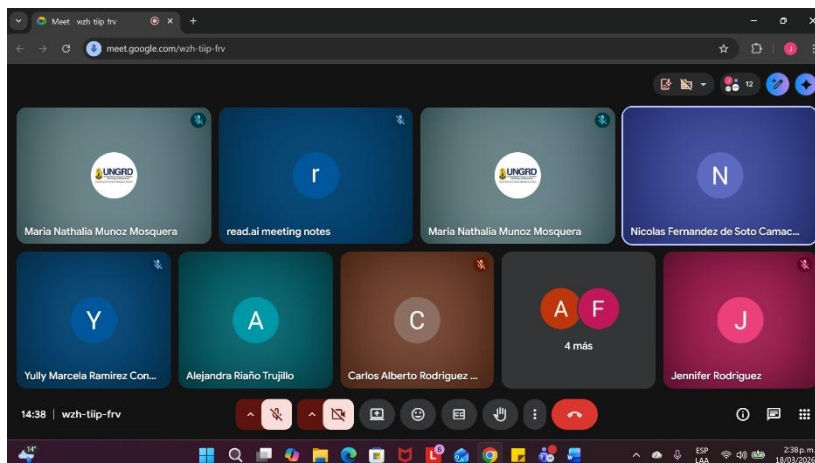 Meet wzh tiip frv
meet.google.com/wzh-tiip-frv
J
12
UNGRD
r
UNGRD
N
Maria Nathalia Munoz Mosquera
read.ai meeting notes
Maria Nathalia Munoz Mosquera
Nicolas Fernandez de Soto Camac...
Y
A
C
A F
4 más
J
Yully Marcela Ramirez Con...
Alejandra Riaño Trujillo
Carlos Alberto Rodriguez ...
Jennifer Rodriguez
14:38 | wzh-tiip-frv
14°
ESP
LAA
2:38 p. m.
18/03/2026